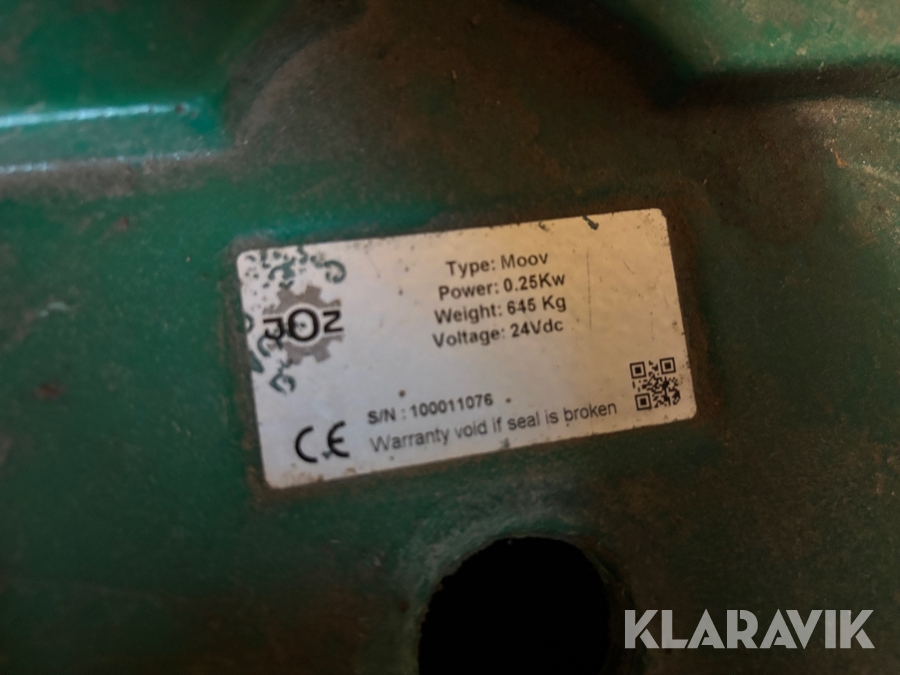 JOZ
Type: Moov
Power: 0.25Kw
Weight: 645 Kg
Voltage: 24Vdc
S/N : 100011076
CE
Warranty void if seal is broken
KLARAVIK